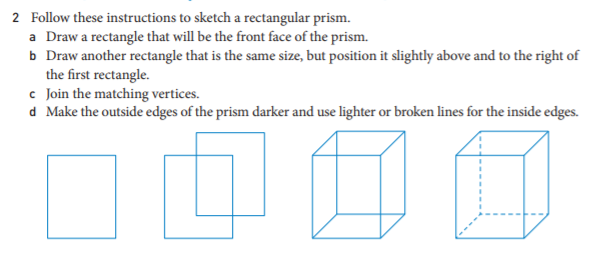 2 Follow these instructions to sketch a rectangular prism.
a Draw a rectangle that will be the front face of the prism.
b Draw another rectangle that is the same size, but position it slightly above and to the right of
the first rectangle.
c Join the matching vertices.
d Make the outside edges of the prism darker and use lighter or broken lines for the inside edges.